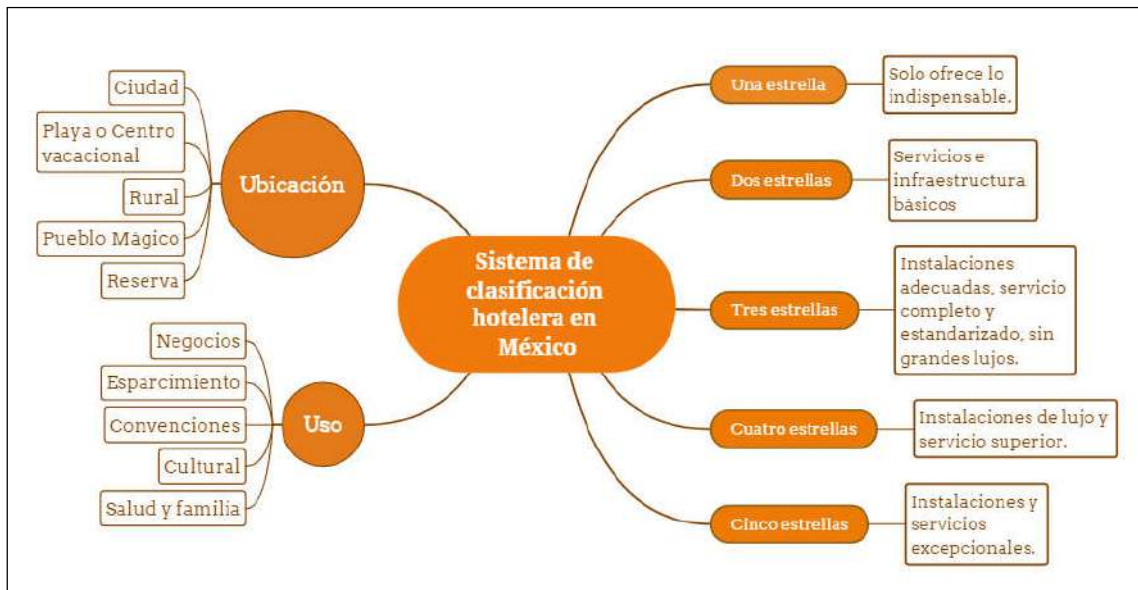 Sistema de
clasificación
hotelera en
México
Ubicación
Ciudad
Playa o Centro
vacacional
Rural
Pueblo Mágico
Reserva
Uso
Negocios
Esparcimiento
Convenciones
Cultural
Salud y familia
Una estrella
Solo ofrece lo
indispensable.
Dos estrellas
Servicios e
infraestructura
básicos
Tres estrellas
Instalaciones
adecuadas, servicio
completo y
estandarizado, sin
grandes lujos.
Cuatro estrellas
Instalaciones de lujo y
servicio superior.
Cinco estrellas
Instalaciones y
servicios
excepcionales.